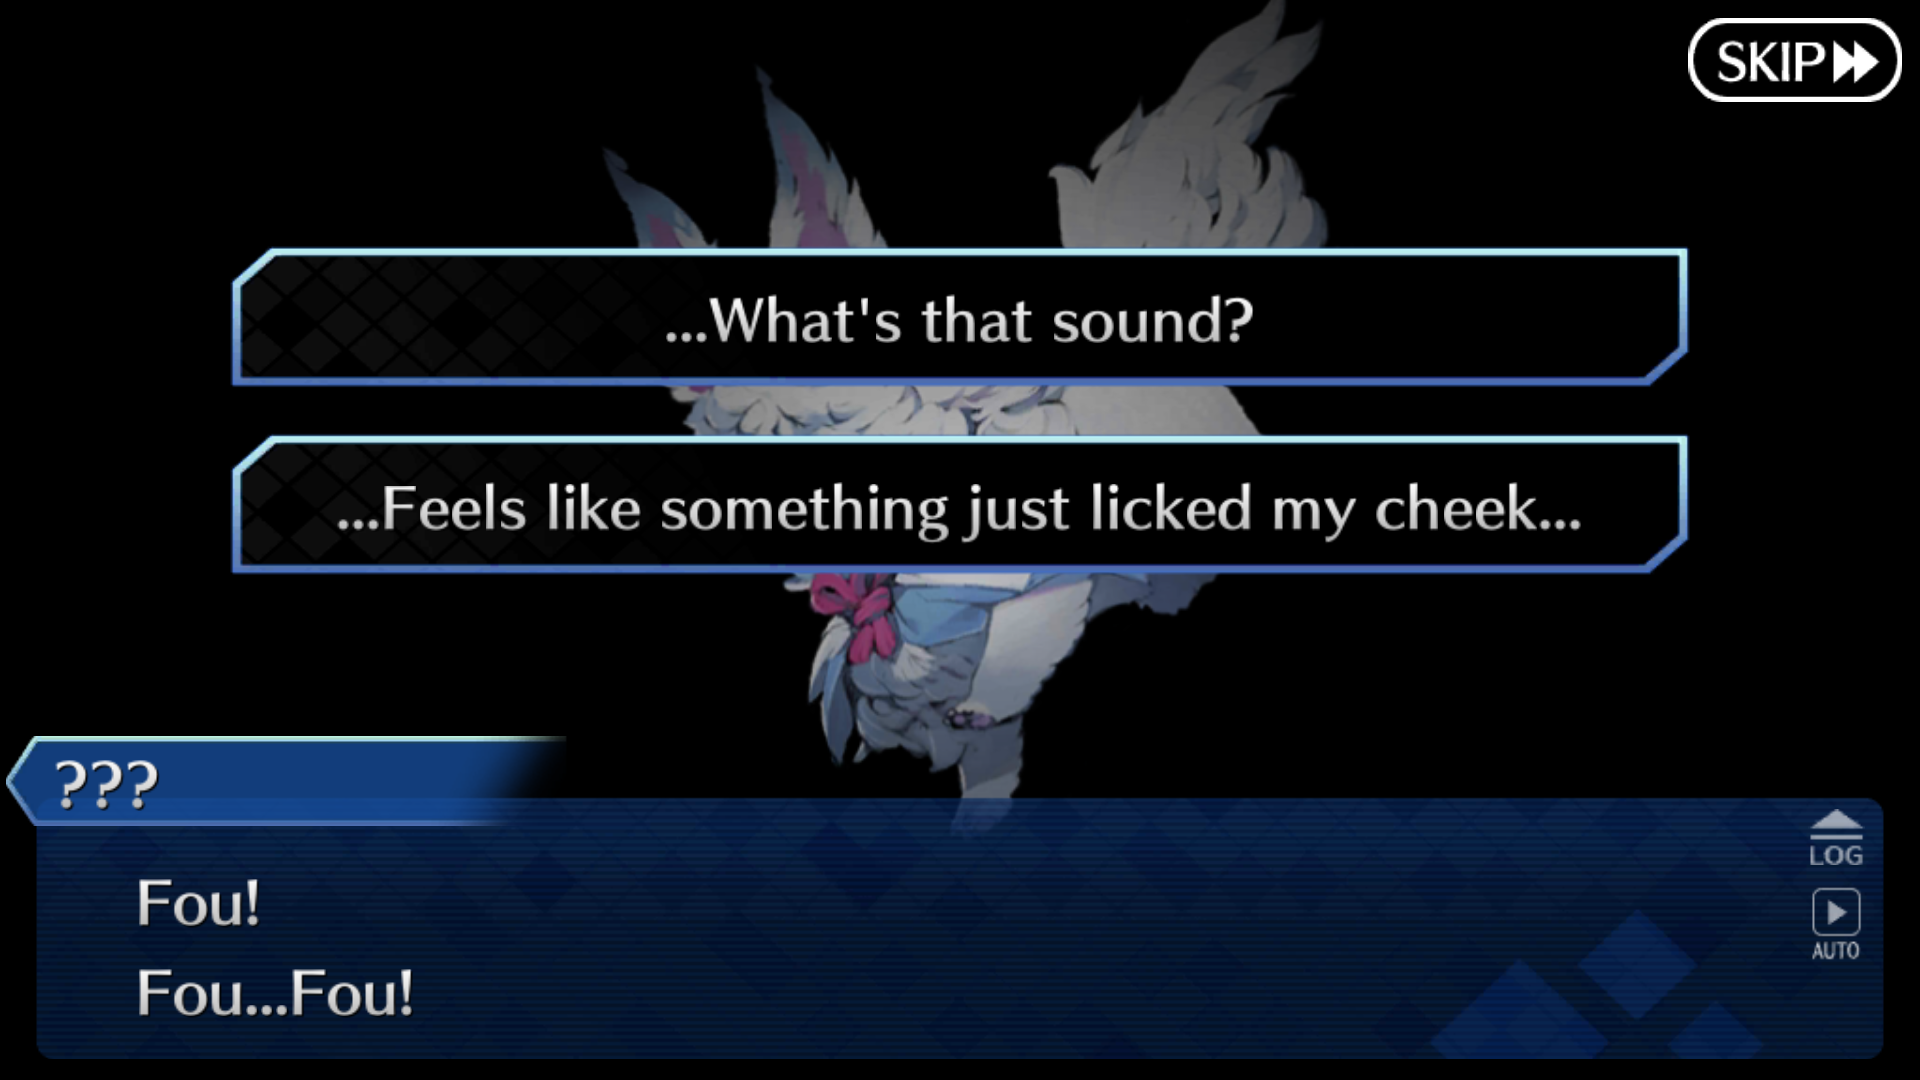 SKIP
...What's that sound?
...Feels like something just licked my cheek...
???
Fou!
Fou...Fou!
LOG
AUTO